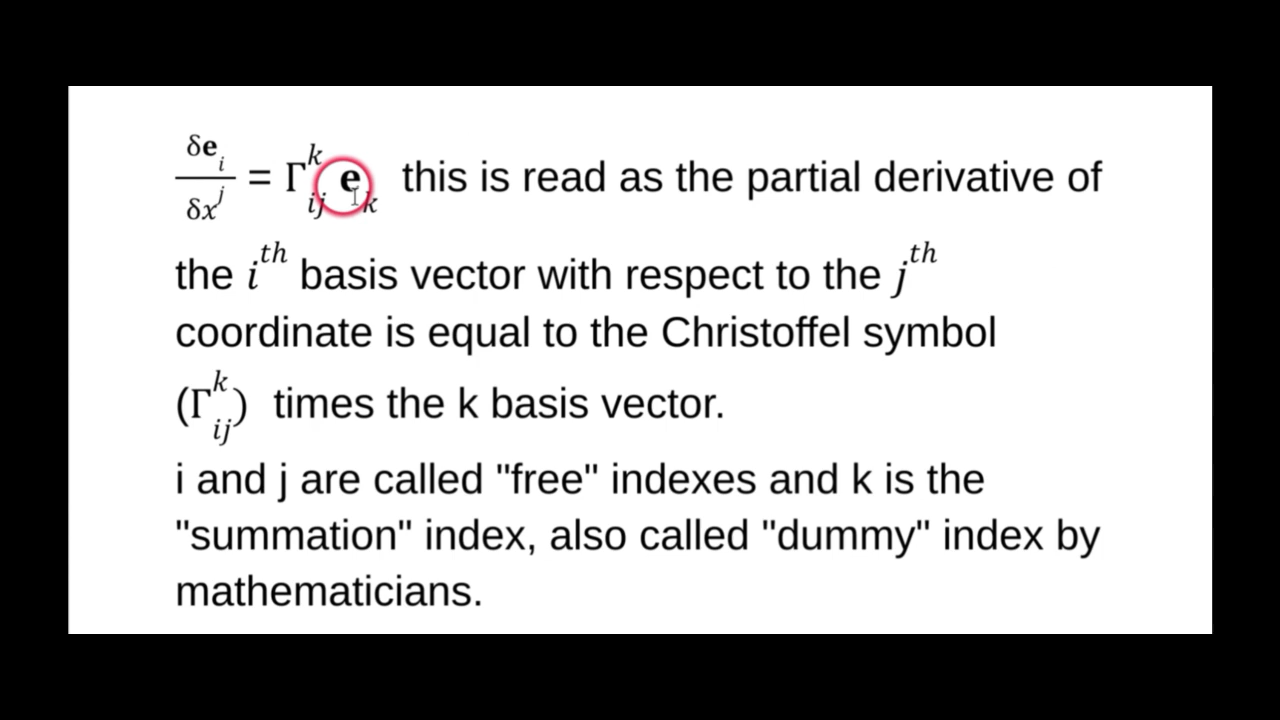 δe_i/δx^j = Γ^k_ij e_k this is read as the partial derivative of
the i^th basis vector with respect to the j^th
coordinate is equal to the Christoffel symbol
(Γ^k_ij) times the k basis vector.
i and j are called "free" indexes and k is the
"summation" index, also called "dummy" index by
mathematicians.